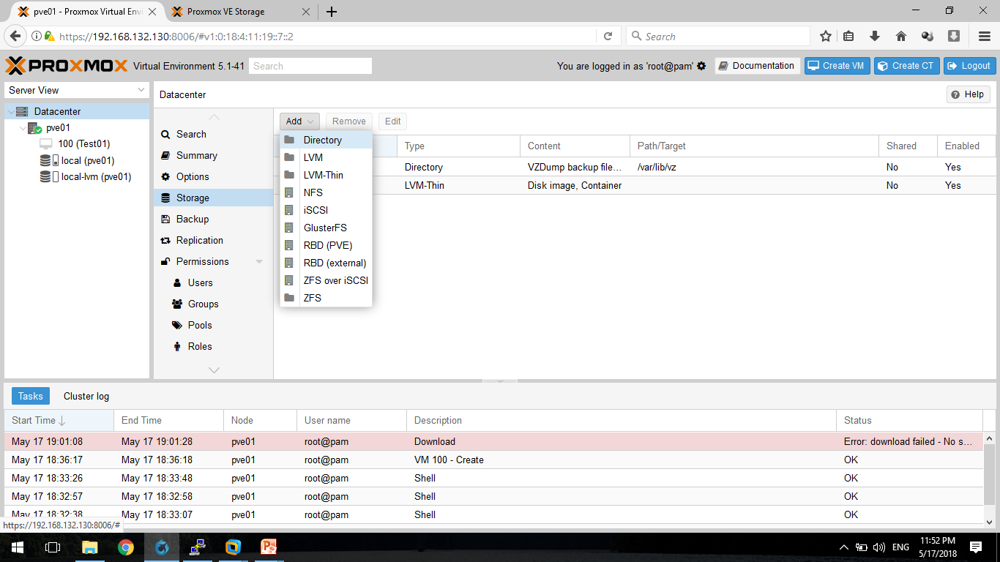 pve01 - Proxmox Virtual Envi
Proxmox VE Storage
https://192.168.132.130:8006/#v1:0:18:4:11:19::7::2
Search
PROXMOX Virtual Environment 5.1-41
Search
You are logged in as 'root@pam'
Documentation
Create VM
Create CT
Logout
Server View
Datacenter
pve01
100 (Test01)
local (pve01)
local-lvm (pve01)
Datacenter
Help
Search
Summary
Options
Storage
Backup
Replication
Permissions
Users
Groups
Pools
Roles
Add
Remove
Edit
Directory
LVM
LVM-Thin
NFS
iSCSI
GlusterFS
RBD (PVE)
RBD (external)
ZFS over iSCSI
ZFS
Type Content Path/Target Shared Enabled
Directory VZDump backup file... /var/lib/vz No Yes
LVM-Thin Disk image, Container No Yes
Tasks
Cluster log
Start Time End Time Node User name Description Status
May 17 19:01:08 May 17 19:01:28 pve01 root@pam Download Error: download failed - No s...
May 17 18:36:17 May 17 18:36:18 pve01 root@pam VM 100 - Create OK
May 17 18:33:26 May 17 18:33:48 pve01 root@pam Shell OK
May 17 18:32:57 May 17 18:32:58 pve01 root@pam Shell OK
May 17 18:32:38 May 17 18:33:07 pve01 root@pam Shell OK
https://192.168.132.130:8006/#
ENG
11:52 PM
5/17/2018